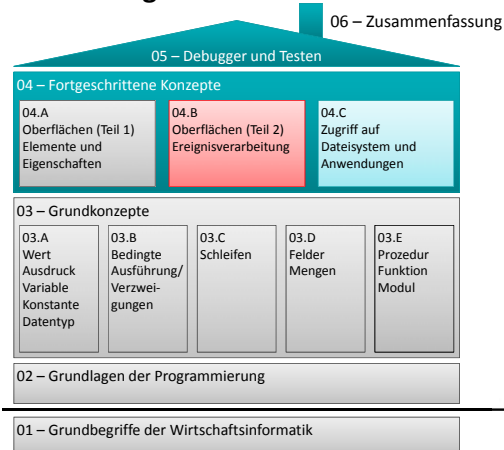 06 – Zusammenfassung
05 – Debugger und Testen
04 – Fortgeschrittene Konzepte
04.A
Oberflächen (Teil 1)
Elemente und
Eigenschaften
04.B
Oberflächen (Teil 2)
Ereignisverarbeitung
04.C
Zugriff auf
Dateisystem und
Anwendungen
03 – Grundkonzepte
03.A
Wert
Ausdruck
Variable
Konstante
Datentyp
03.B
Bedingte
Ausführung/
Verzwei-
gungen
03.C
Schleifen
03.D
Felder
Mengen
03.E
Prozedur
Funktion
Modul
02 – Grundlagen der Programmierung
01 – Grundbegriffe der Wirtschaftsinformatik